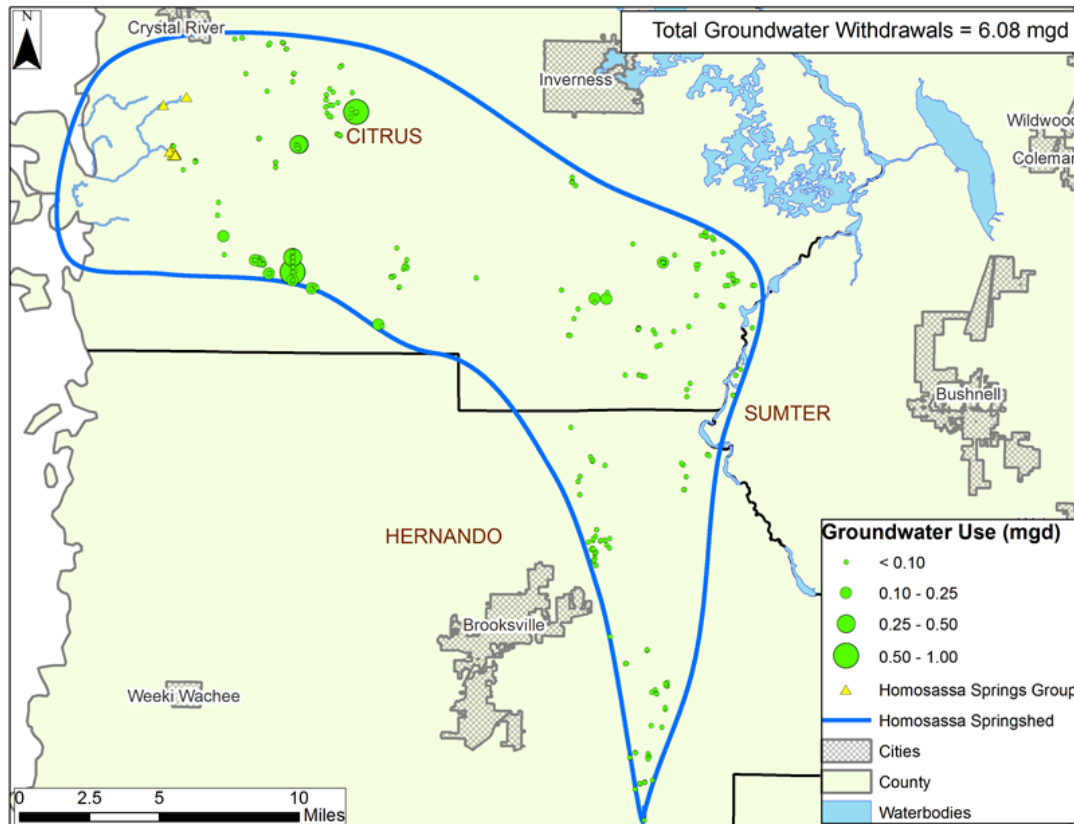 N
Crystal River
Total Groundwater Withdrawals = 6.08 mgd
Inverness
CITRUS
Wildwood
Coleman
Bushnell
SUMTER
HERNANDO
Brooksville
Weeki Wachee
Groundwater Use (mgd)
< 0.10
0.10 - 0.25
0.25 - 0.50
0.50 - 1.00
Homosassa Springs Group
Homosassa Springshed
Cities
County
Waterbodies
0 2.5 5 10
Miles